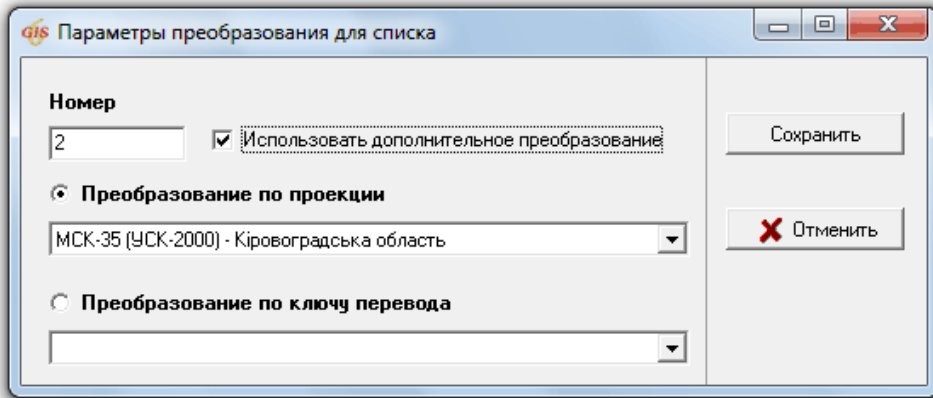 GIS Параметры преобразования для списка
Номер
2
Использовать дополнительное преобразование
Сохранить
Преобразование по проекции
МСК-35 (УСК-2000) - Кіровоградська область
Отменить
Преобразование по ключу перевода